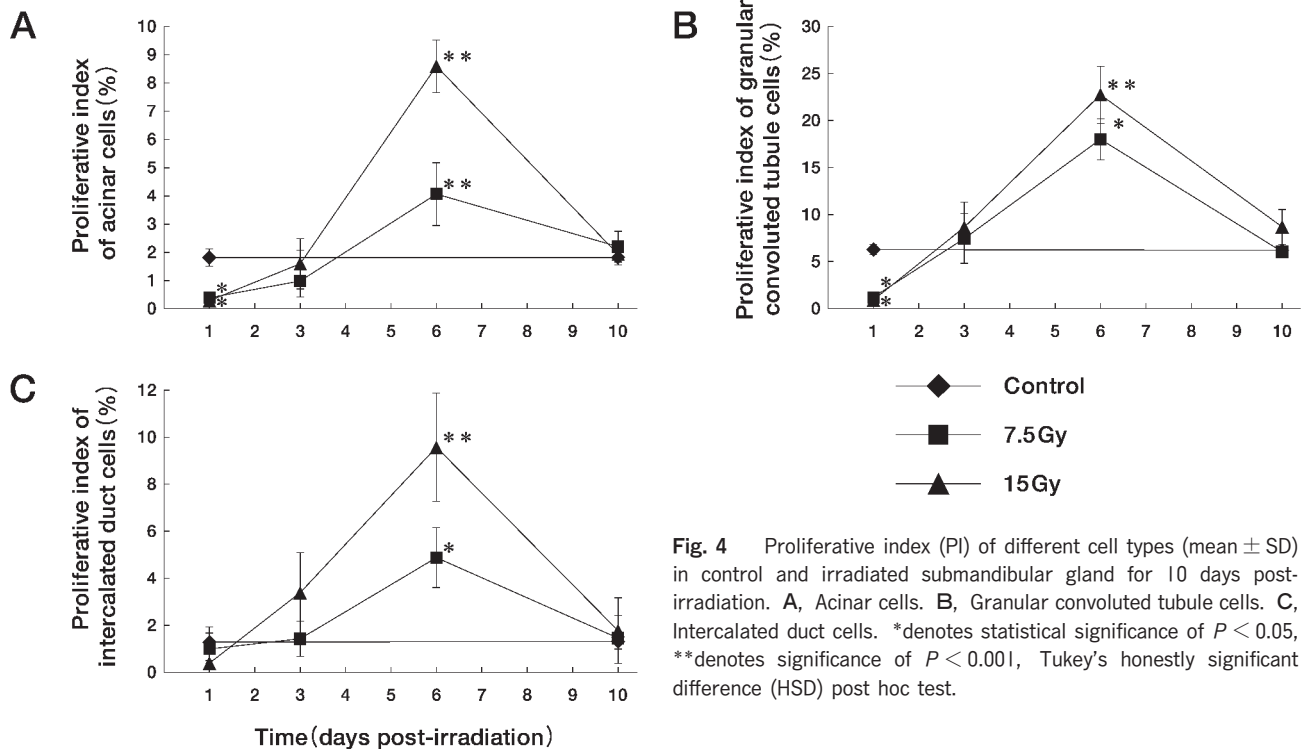 A
Proliferative index
of acinar cells(%)
10
9
8
7
6
5
4
3
2
1
0
**
**
*
*
1 2 3 4 5 6 7 8 9 10
B
Proliferative index of granular
convoluted tubule cells(%)
30
25
20
15
10
5
0
**
*
*
*
1 2 3 4 5 6 7 8 9 10
C
Proliferative index of
intercalated duct cells(%)
12
10
8
6
4
2
0
**
*
1 2 3 4 5 6 7 8 9 10
Time(days post-irradiation)
Control
7.5Gy
15Gy
Fig. 4 Proliferative index (PI) of different cell types (mean ± SD)
in control and irradiated submandibular gland for 10 days post-
irradiation. A, Acinar cells. B, Granular convoluted tubule cells. C,
Intercalated duct cells. *denotes statistical significance of P < 0.05,
**denotes significance of P < 0.001, Tukey's honestly significant
difference (HSD) post hoc test.